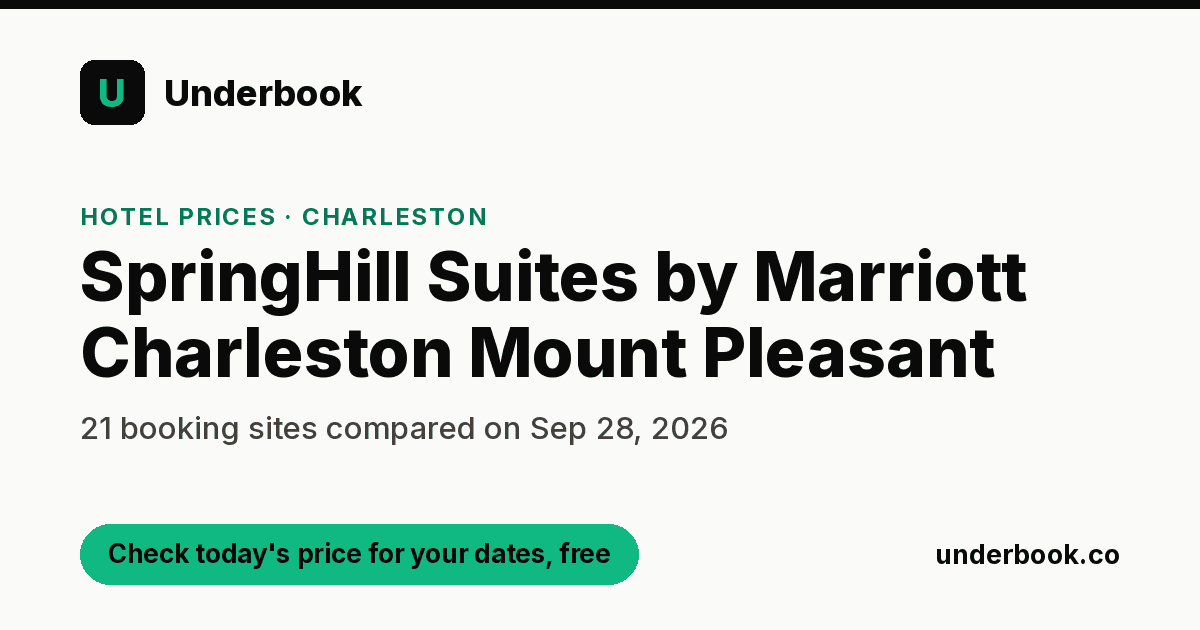 U
Underbook
HOTEL PRICES · CHARLESTON
SpringHill Suites by Marriott
Charleston Mount Pleasant
21 booking sites compared on Sep 28, 2026
Check today's price for your dates, free
underbook.co